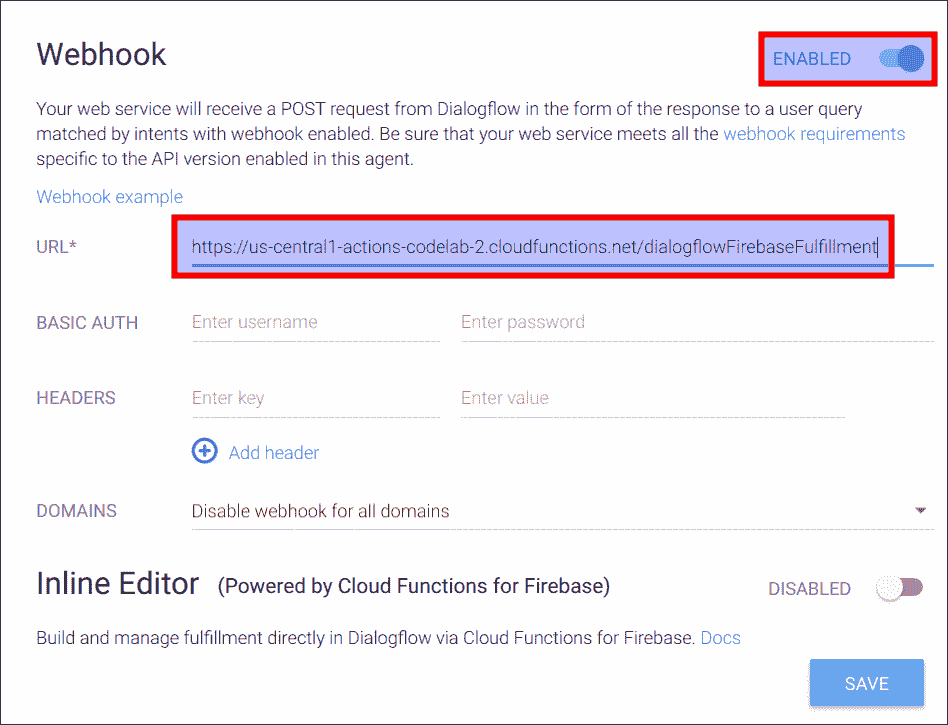 Webhook
ENABLED
Your web service will receive a POST request from Dialogflow in the form of the response to a user query
matched by intents with webhook enabled. Be sure that your web service meets all the webhook requirements
specific to the API version enabled in this agent.
Webhook example
URL* https://us-central1-actions-codelab-2.cloudfunctions.net/dialogflowFirebaseFulfillment
BASIC AUTH Enter username Enter password
HEADERS Enter key Enter value
Add header
DOMAINS Disable webhook for all domains
Inline Editor (Powered by Cloud Functions for Firebase) DISABLED
Build and manage fulfillment directly in Dialogflow via Cloud Functions for Firebase. Docs
SAVE